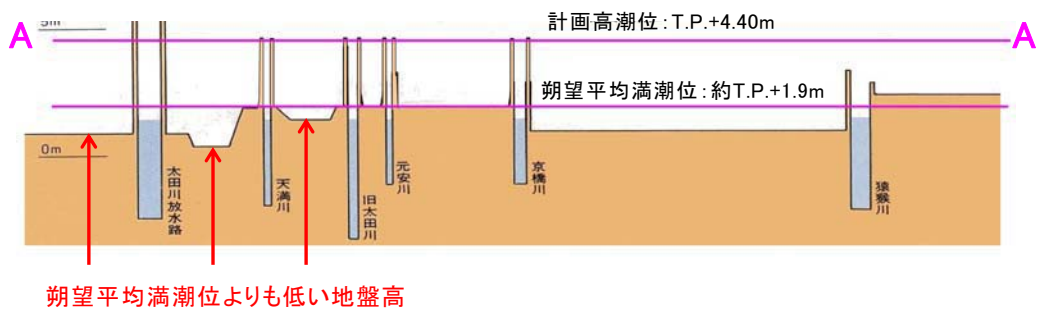 5m
計画高潮位：T.P.+4.40m
A
A
朔望平均満潮位：約T.P.+1.9m
0m
太田川放水路
天満川
旧太田川
元安川
京橋川
猿猴川
朔望平均満潮位よりも低い地盤高